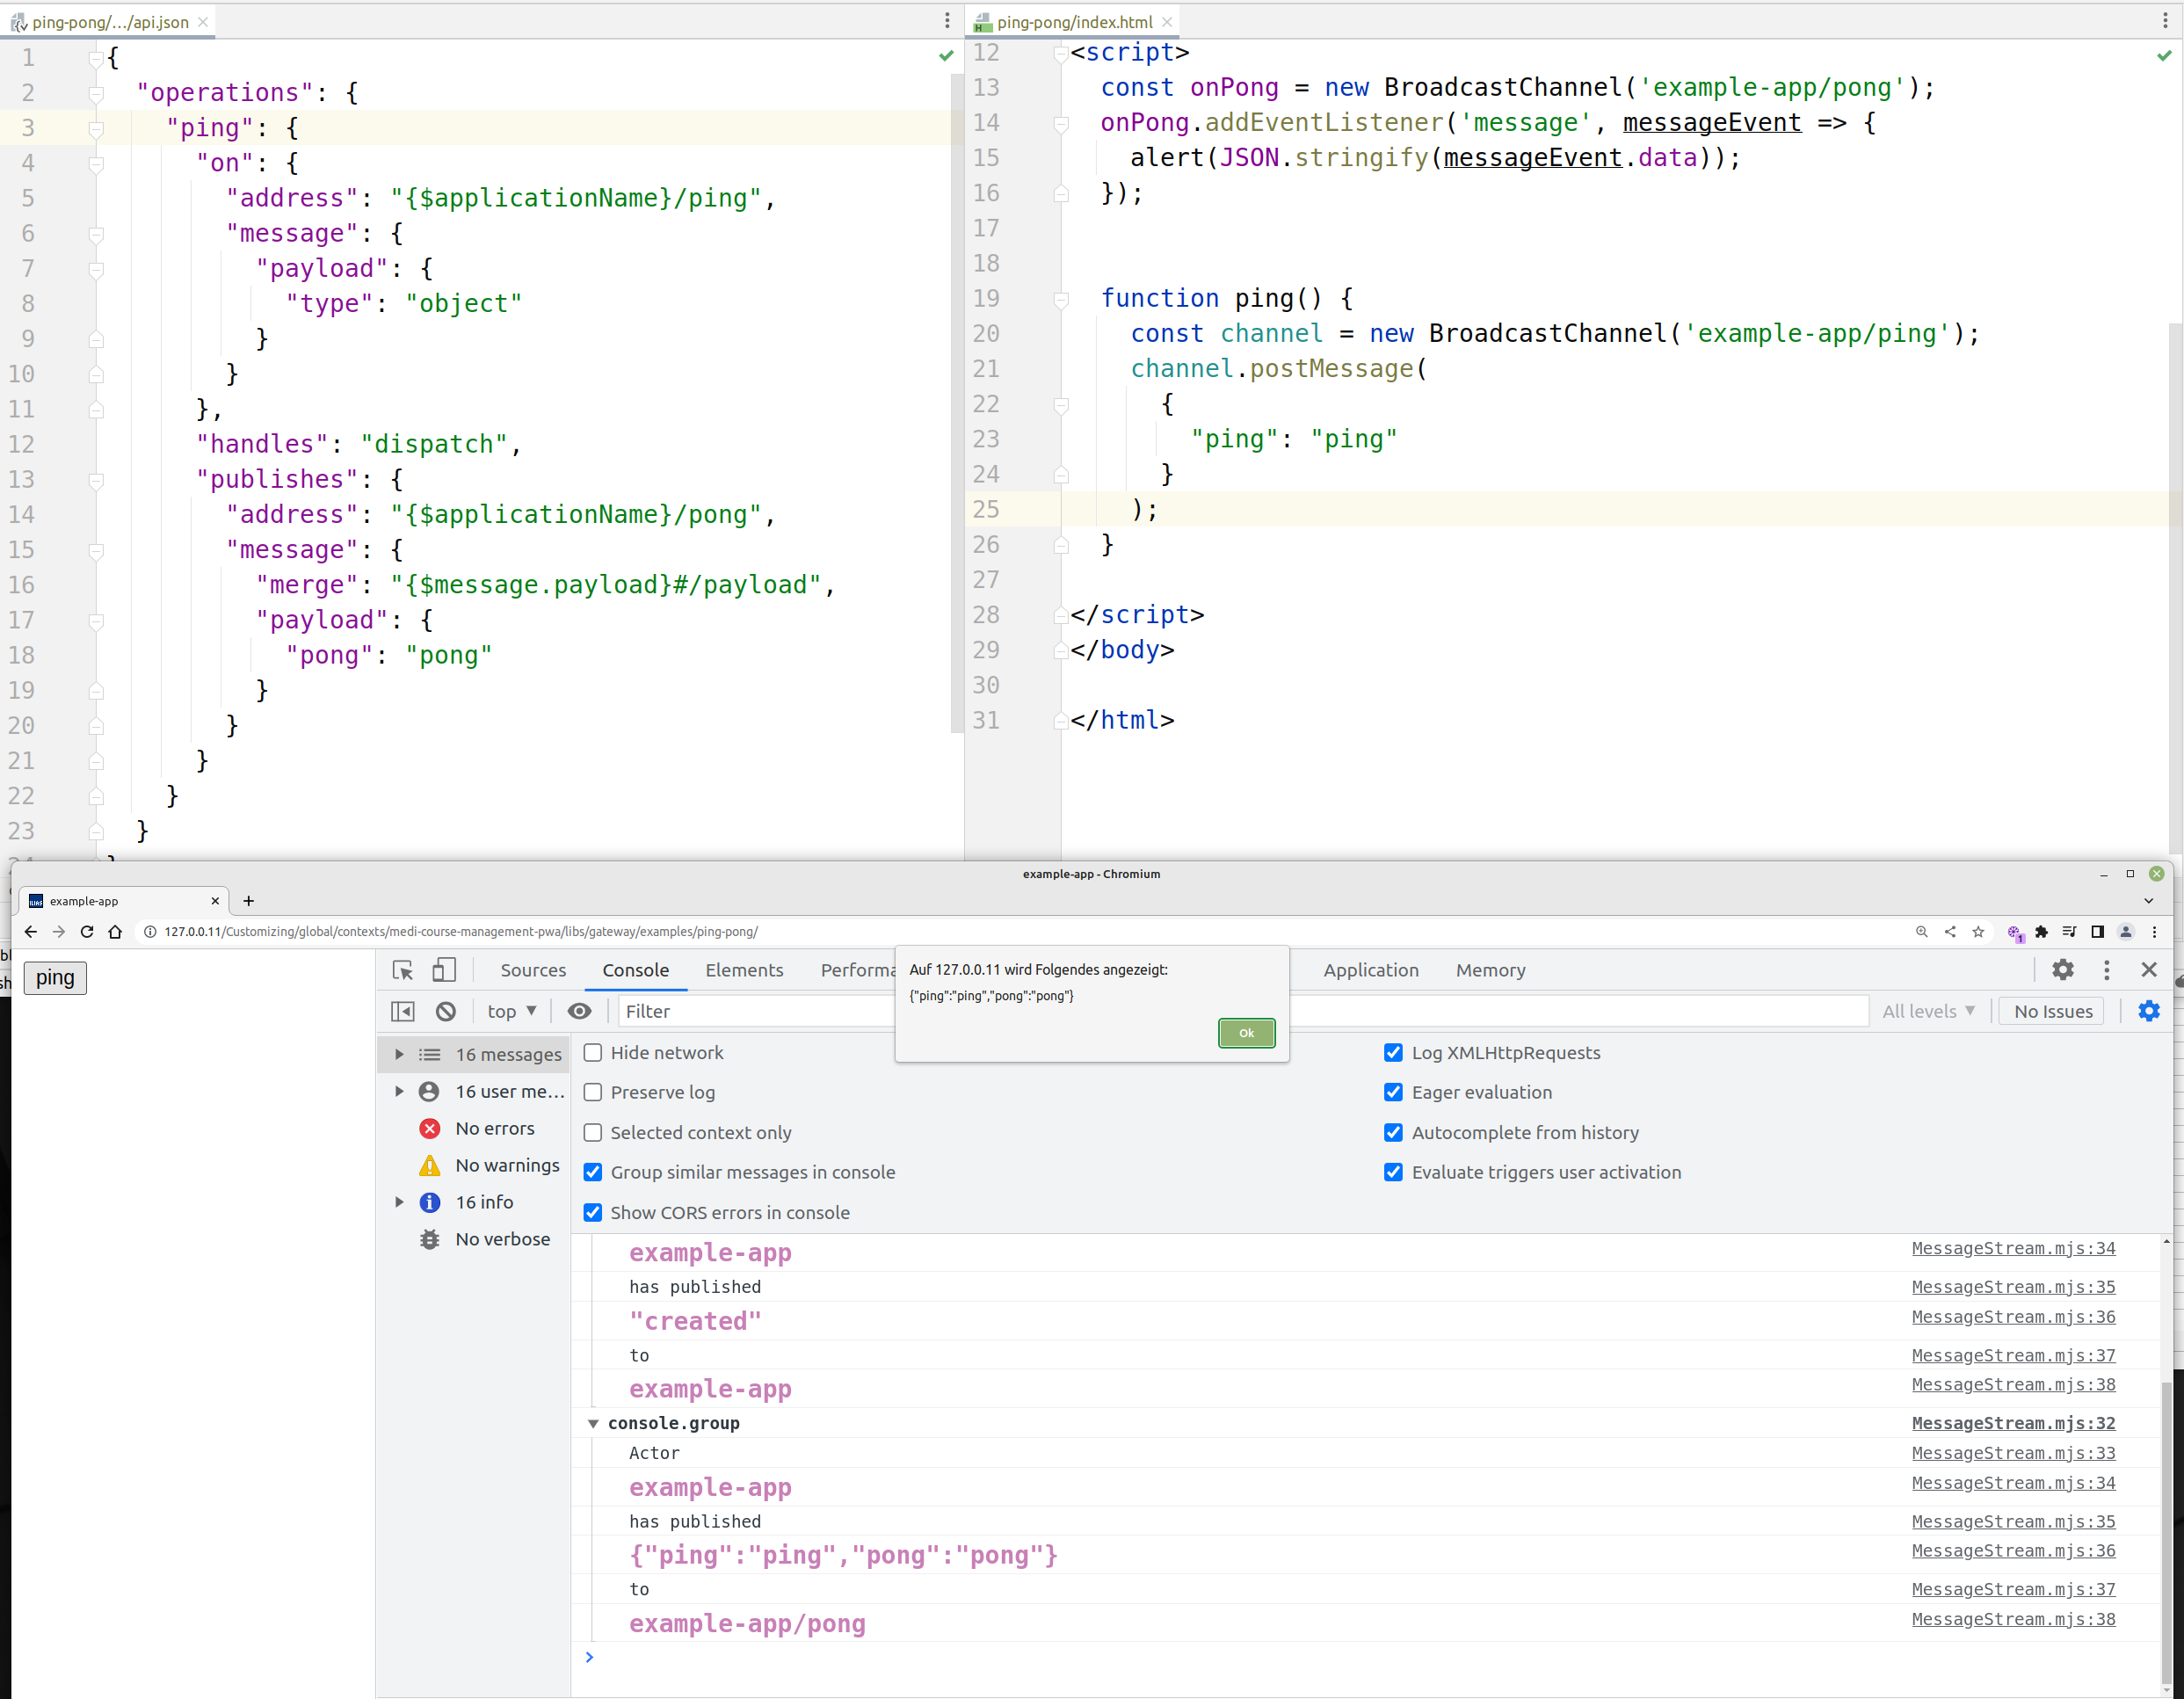 ping-pong/.../api.json
1 {
2 "operations": {
3 "ping": {
4 "on": {
5 "address": "{$applicationName}/ping",
6 "message": {
7 "payload": {
8 "type": "object"
9 }
10 }
11 },
12 "handles": "dispatch",
13 "publishes": {
14 "address": "{$applicationName}/pong",
15 "message": {
16 "merge": "{$message.payload}#/payload",
17 "payload": {
18 "pong": "pong"
19 }
20 }
21 }
22 }
23 }
ping-pong/index.html
12 <script>
13 const onPong = new BroadcastChannel('example-app/pong');
14 onPong.addEventListener('message', messageEvent => {
15 alert(JSON.stringify(messageEvent.data));
16 });
17
18
19 function ping() {
20 const channel = new BroadcastChannel('example-app/ping');
21 channel.postMessage(
22 {
23 "ping": "ping"
24 }
25 );
26 }
27
28 </script>
29 </body>
30
31 </html>
example-app - Chromium
example-app
127.0.0.11/Customizing/global/contexts/medi-course-management-pwa/libs/gateway/examples/ping-pong/
1
ping
Sources Console Elements Performa Application Memory
Auf 127.0.0.11 wird Folgendes angezeigt:
{"ping":"ping","pong":"pong"}
Ok
top Filter All levels No Issues
16 messages
16 user me...
No errors
No warnings
16 info
No verbose
Hide network
Preserve log
Selected context only
Group similar messages in console
Show CORS errors in console
Log XMLHttpRequests
Eager evaluation
Autocomplete from history
Evaluate triggers user activation
example-app MessageStream.mjs:34
has published MessageStream.mjs:35
"created" MessageStream.mjs:36
to MessageStream.mjs:37
example-app MessageStream.mjs:38
console.group MessageStream.mjs:32
Actor MessageStream.mjs:33
example-app MessageStream.mjs:34
has published MessageStream.mjs:35
{"ping":"ping","pong":"pong"} MessageStream.mjs:36
to MessageStream.mjs:37
example-app/pong MessageStream.mjs:38